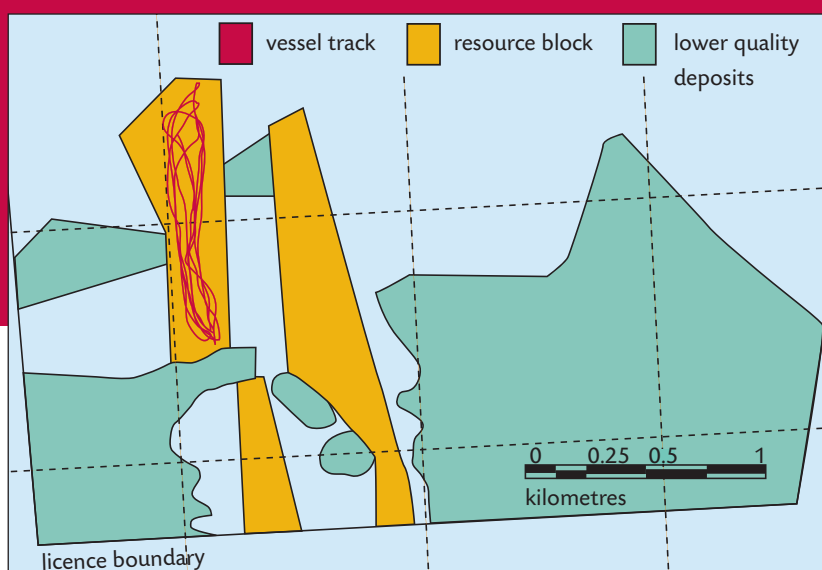 vessel track
resource block
lower quality
deposits
0 0.25 0.5 1
kilometres
licence boundary